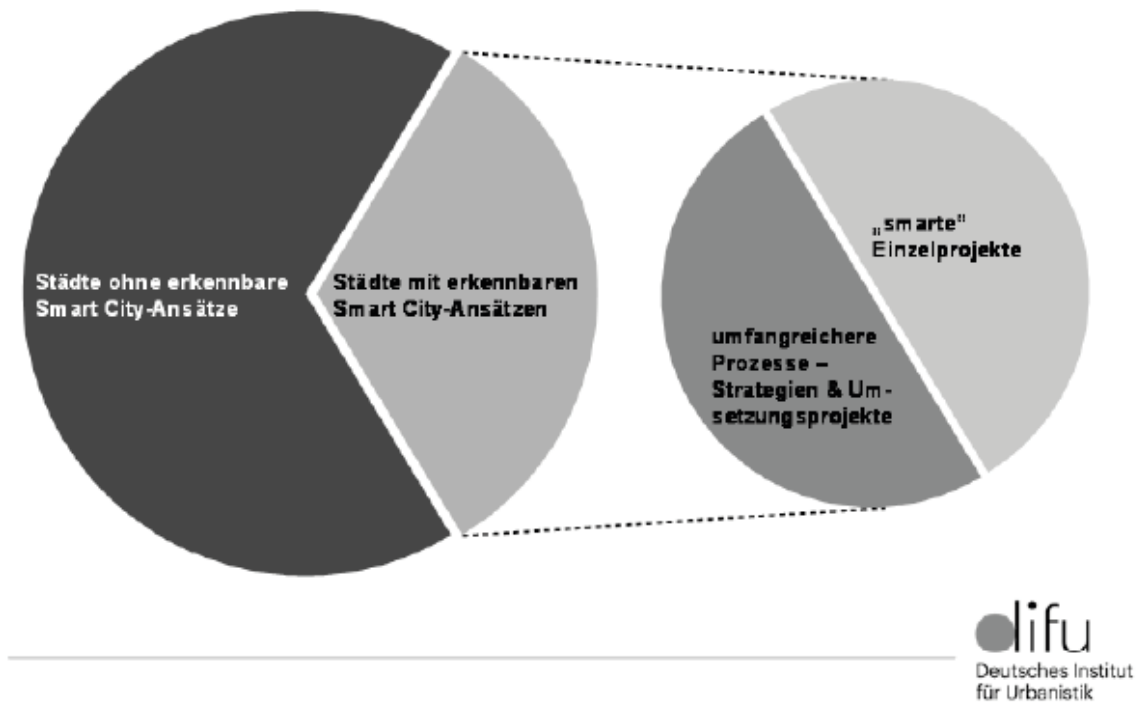 Städte ohne erkennbare
Smart City-Ansätze
Städte mit erkennbaren
Smart City-Ansätzen
„smarte“
Einzelprojekte
umfangreichere
Prozesse –
Strategien & Um-
setzungsprojekte
difu
Deutsches Institut
für Urbanistik